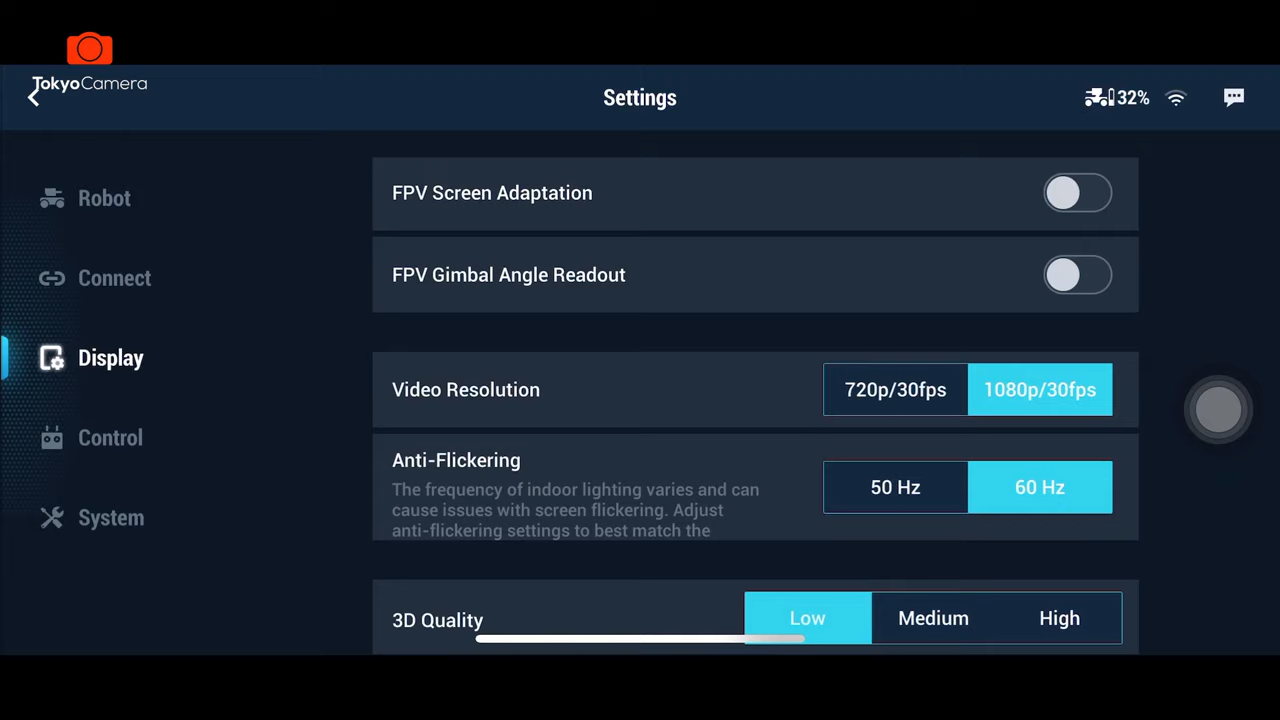 TokyoCamera
Settings
32%
Robot
Connect
Display
Control
System
FPV Screen Adaptation
FPV Gimbal Angle Readout
Video Resolution
720p/30fps
1080p/30fps
Anti-Flickering
The frequency of indoor lighting varies and can
cause issues with screen flickering. Adjust
anti-flickering settings to best match the
50 Hz
60 Hz
3D Quality
Low
Medium
High